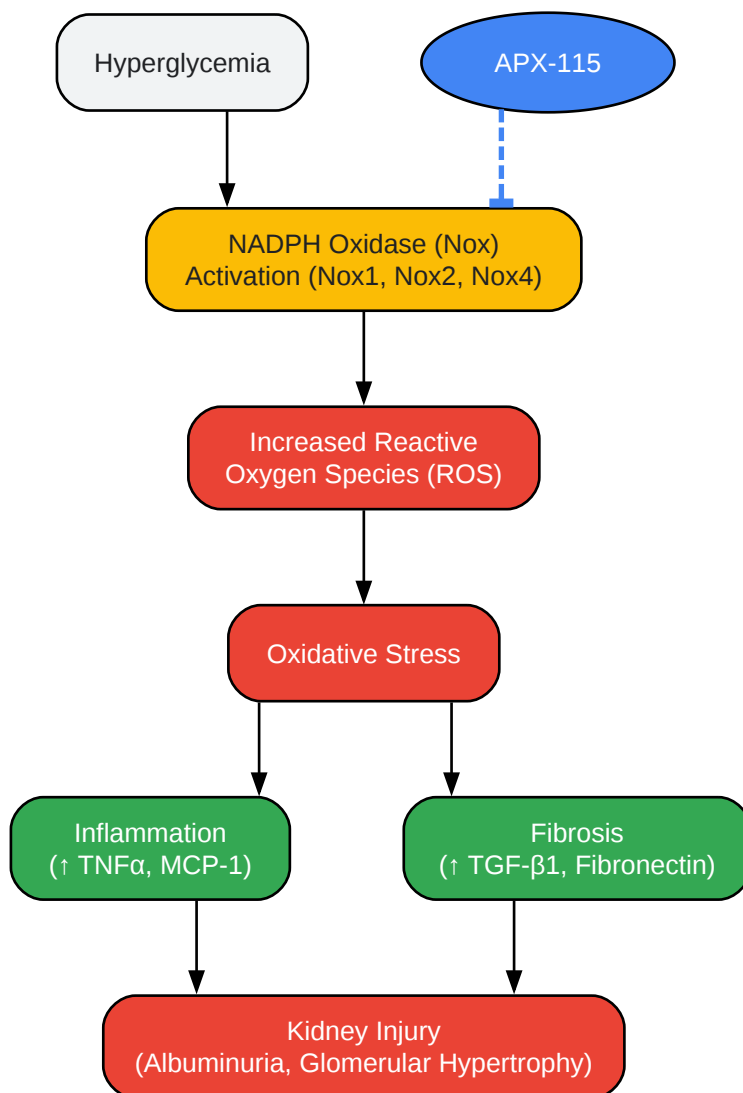 Hyperglycemia
APX-115
NADPH Oxidase (Nox)
Activation (Nox1, Nox2, Nox4)
Increased Reactive
Oxygen Species (ROS)
Oxidative Stress
Inflammation
(↑ TNFα, MCP-1)
Fibrosis
(↑ TGF-β1, Fibronectin)
Kidney Injury
(Albuminuria, Glomerular Hypertrophy)